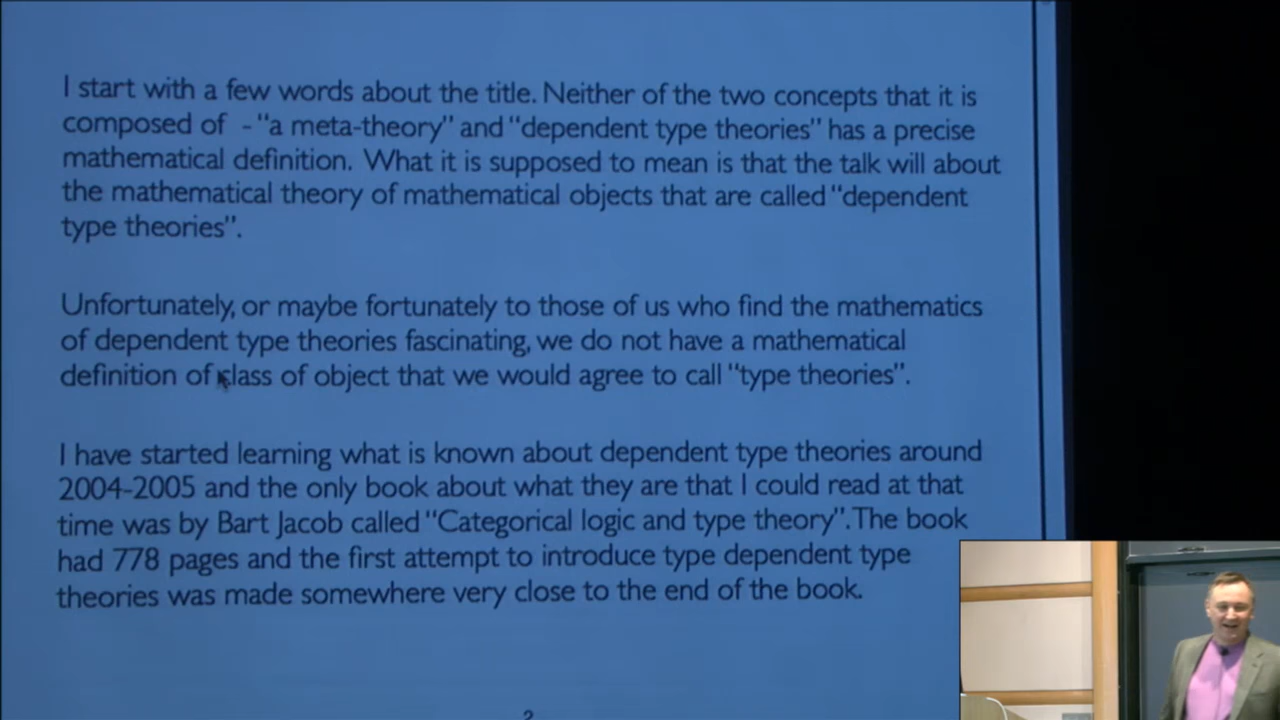 I start with a few words about the title. Neither of the two concepts that it is
composed of - "a meta-theory" and "dependent type theories" has a precise
mathematical definition. What it is supposed to mean is that the talk will about
the mathematical theory of mathematical objects that are called "dependent
type theories".
Unfortunately, or maybe fortunately to those of us who find the mathematics
of dependent type theories fascinating, we do not have a mathematical
definition of class of object that we would agree to call "type theories".
I have started learning what is known about dependent type theories around
2004-2005 and the only book about what they are that I could read at that
time was by Bart Jacob called "Categorical logic and type theory". The book
had 778 pages and the first attempt to introduce type dependent type
theories was made somewhere very close to the end of the book.
2